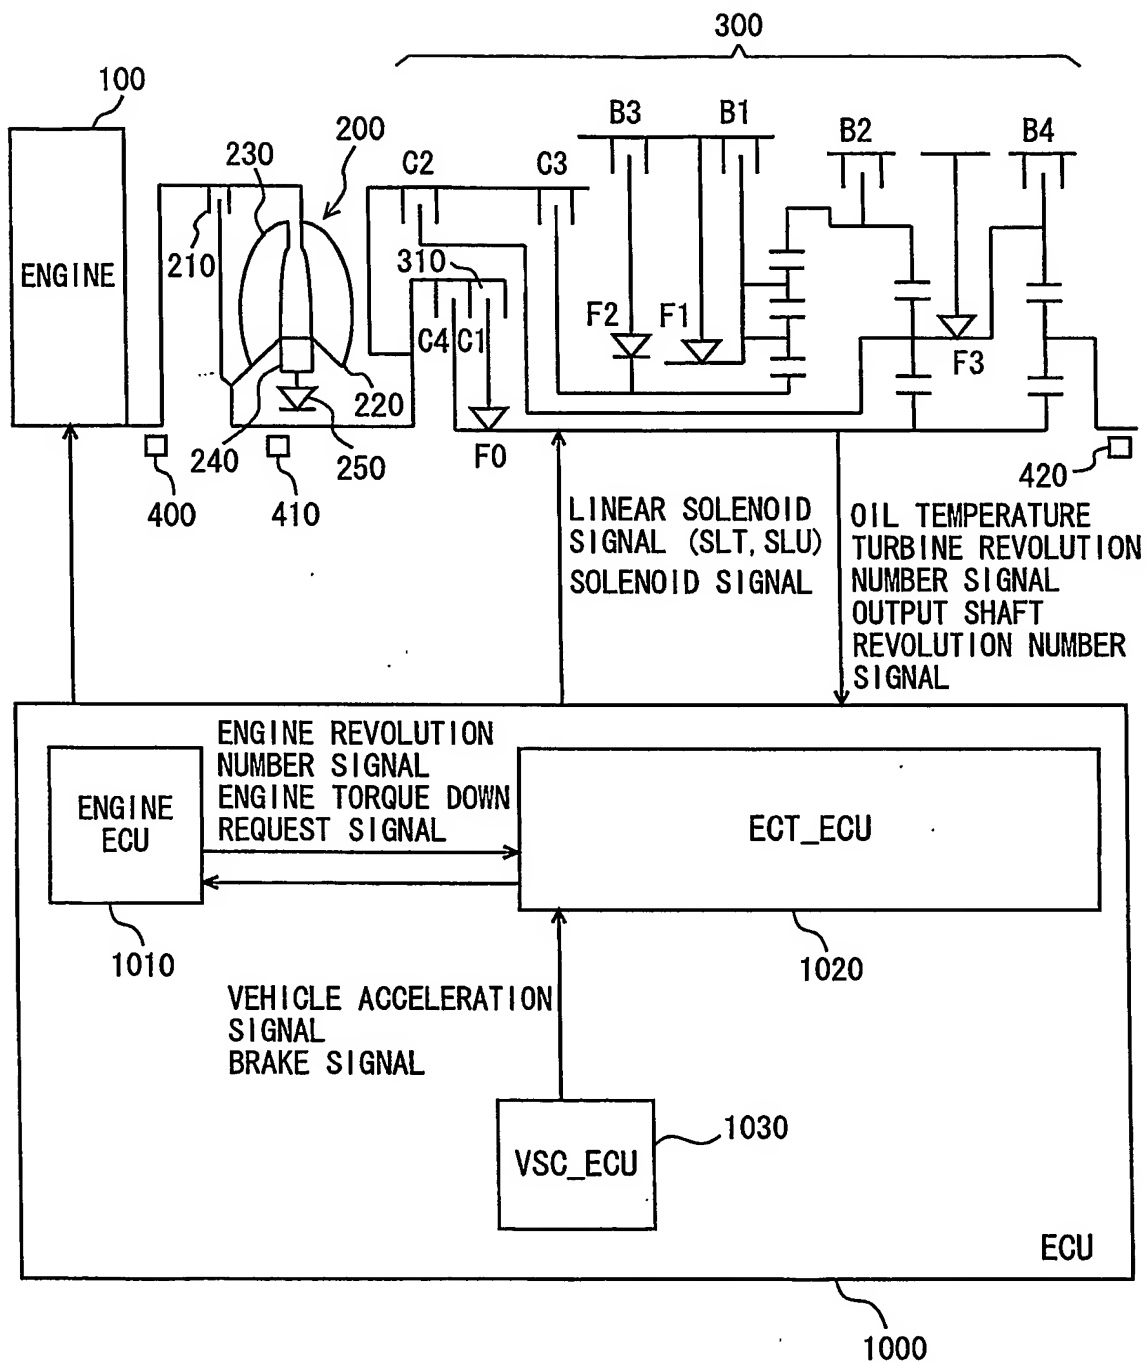 300
100
200
230
C2
C3
B3
B1
B2
B4
210
310
ENGINE
C4
C1
F2
F1
F3
240
250
220
F0
400
410
420
LINEAR SOLENOID
SIGNAL (SLT, SLU)
SOLENOID SIGNAL
OIL TEMPERATURE
TURBINE REVOLUTION
NUMBER SIGNAL
OUTPUT SHAFT
REVOLUTION NUMBER
SIGNAL
ENGINE REVOLUTION
NUMBER SIGNAL
ENGINE TORQUE DOWN
REQUEST SIGNAL
ENGINE
ECU
ECT_ECU
1010
1020
VEHICLE ACCELERATION
SIGNAL
BRAKE SIGNAL
VSC_ECU
1030
ECU
1000